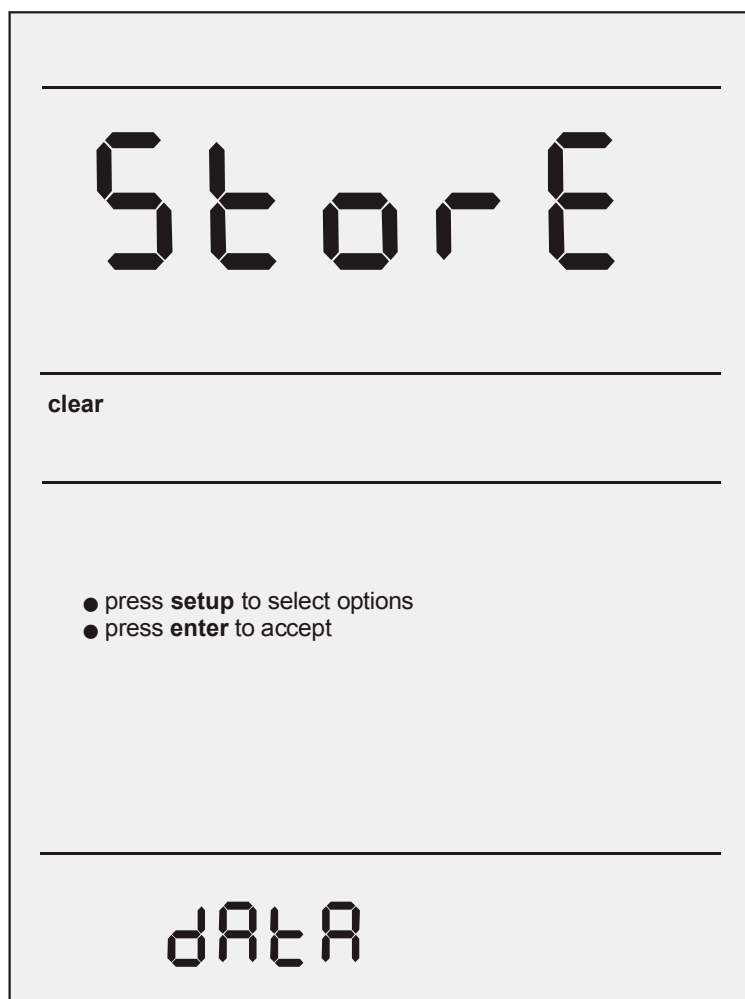 StorE
clear
● press setup to select options
● press enter to accept
dAtA